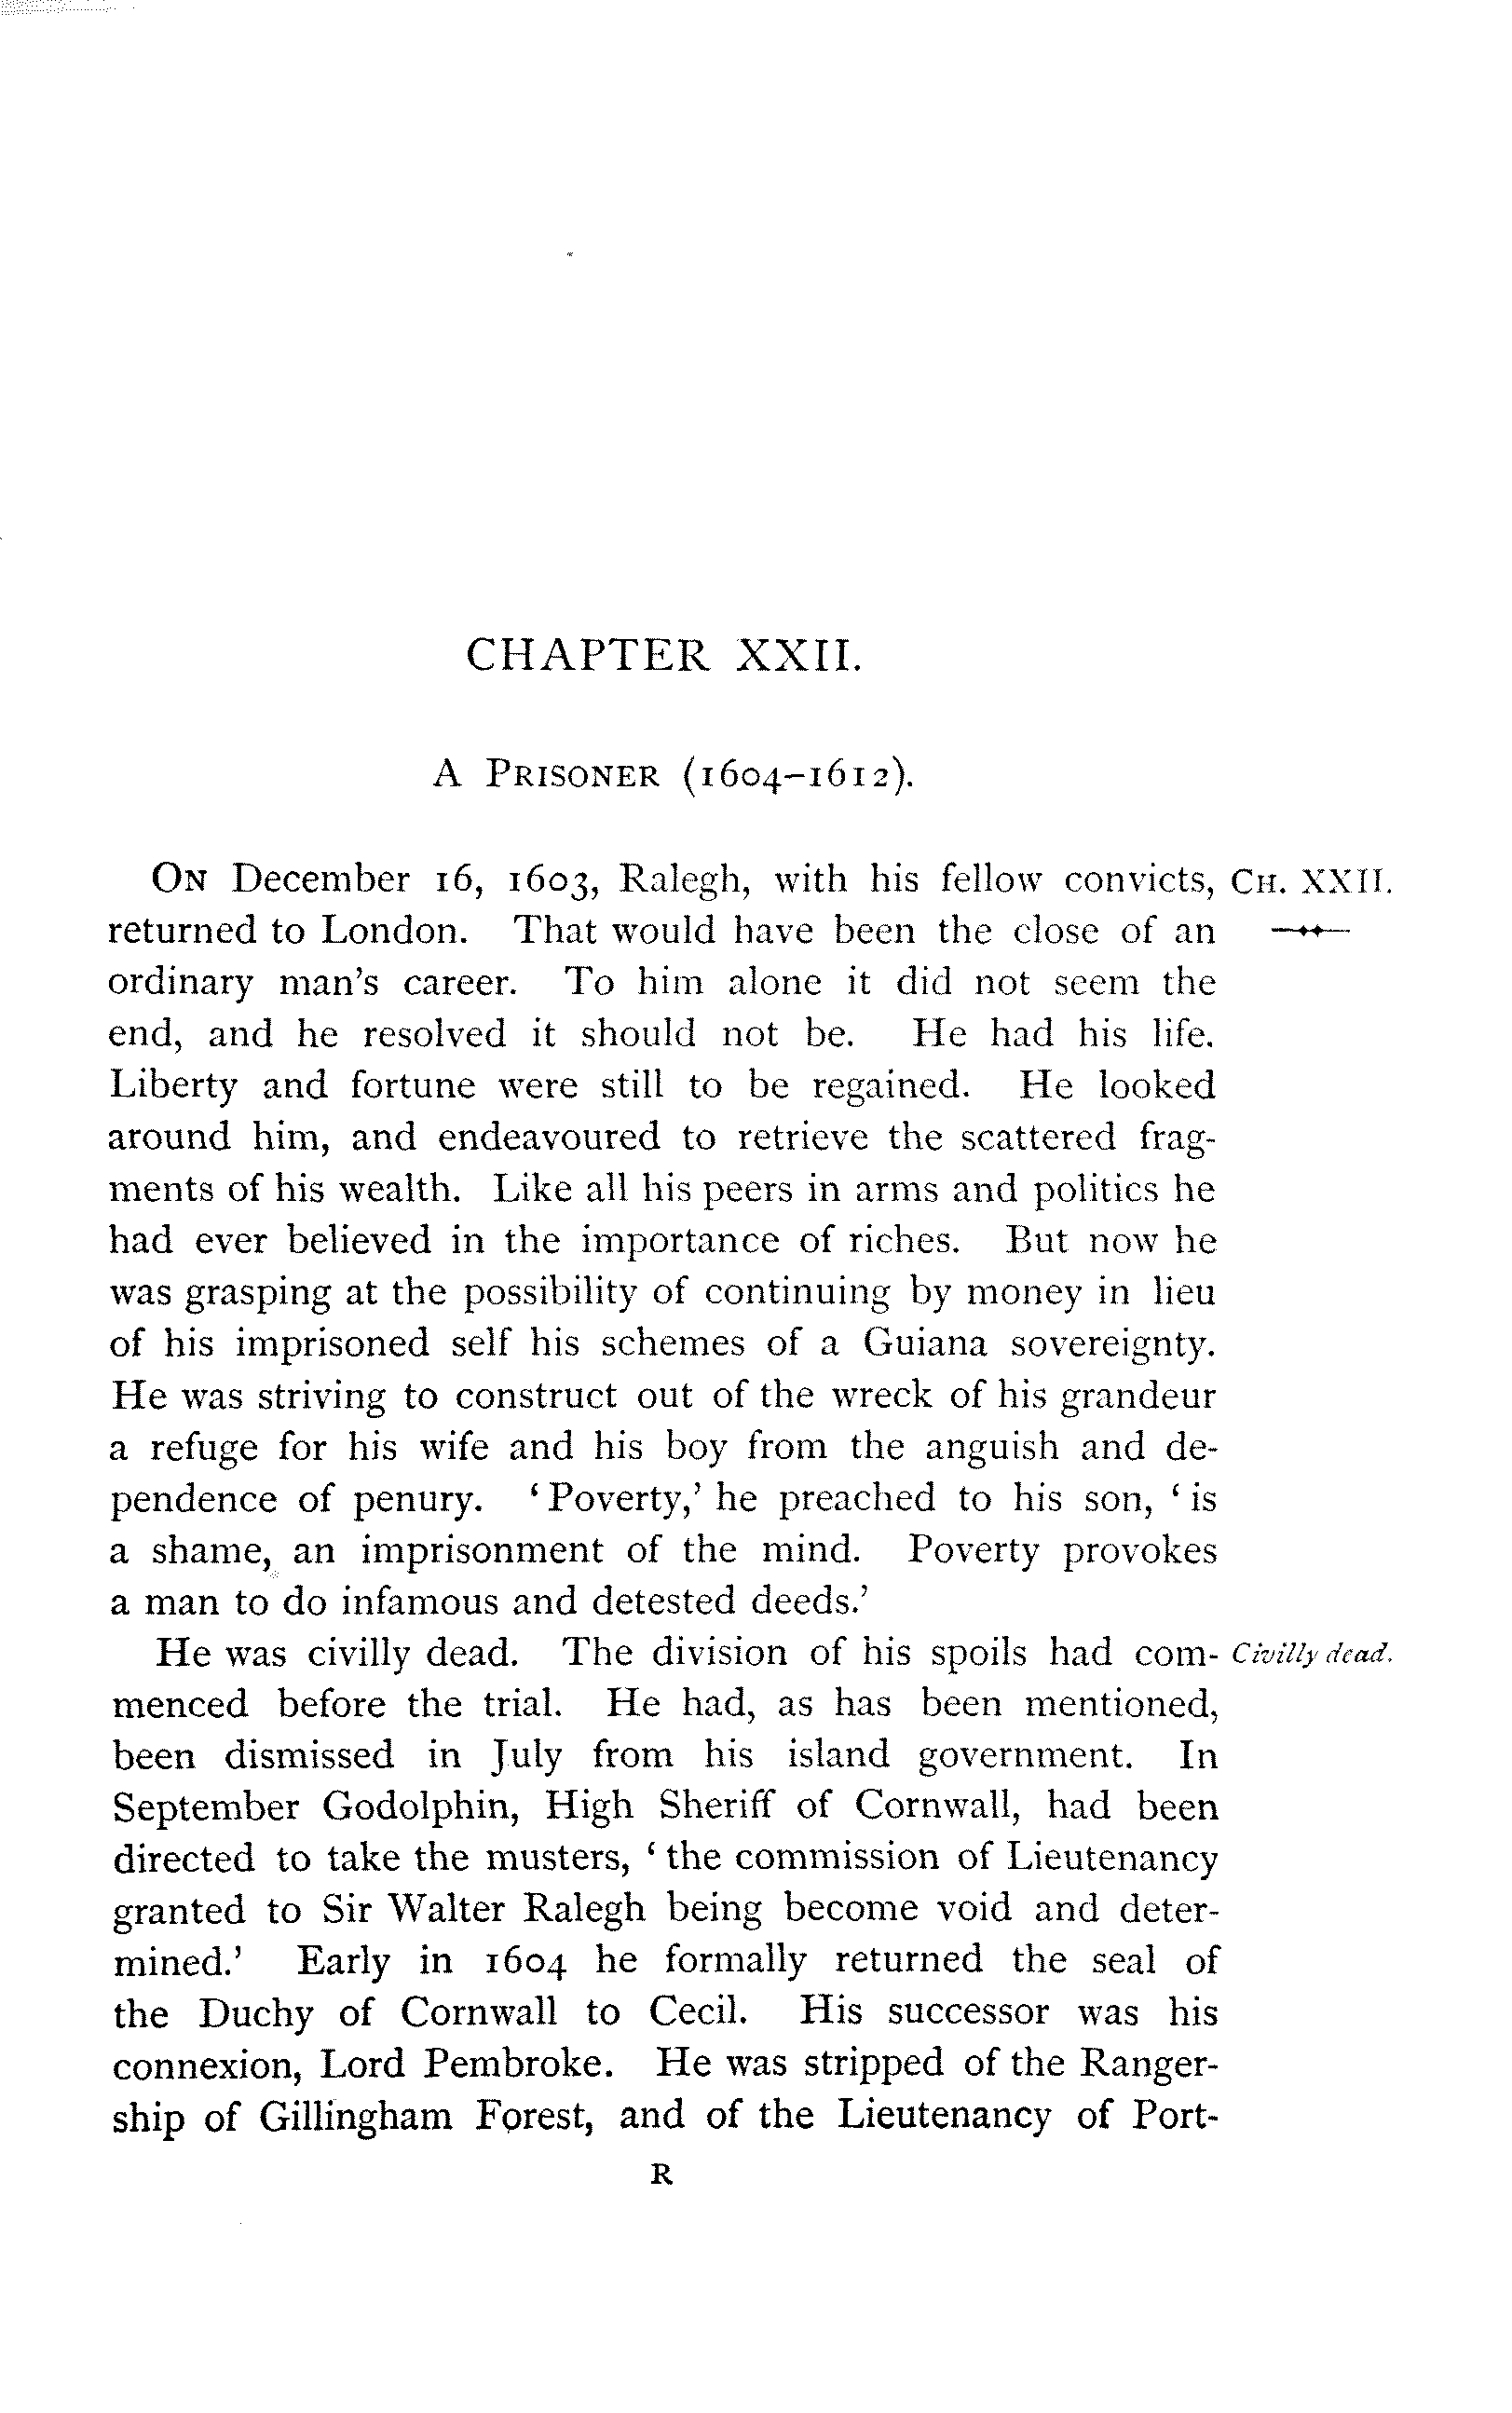 CHAPTER XXII.
A PRISONER (1604–1612).
ON December 16, 1603, Ralegh, with his fellow convicts, CH. XXII.
returned to London. That would have been the close of an
ordinary man's career. To him alone it did not seem the
end, and he resolved it should not be. He had his life.
Liberty and fortune were still to be regained. He looked
around him, and endeavoured to retrieve the scattered frag-
ments of his wealth. Like all his peers in arms and politics he
had ever believed in the importance of riches. But now he
was grasping at the possibility of continuing by money in lieu
of his imprisoned self his schemes of a Guiana sovereignty.
He was striving to construct out of the wreck of his grandeur
a refuge for his wife and his boy from the anguish and de-
pendence of penury. ‘Poverty,’ he preached to his son, ‘is
a shame, an imprisonment of the mind. Poverty provokes
a man to do infamous and detested deeds.’
He was civilly dead. The division of his spoils had com- Civilly dead.
menced before the trial. He had, as has been mentioned,
been dismissed in July from his island government. In
September Godolphin, High Sheriff of Cornwall, had been
directed to take the musters, ‘the commission of Lieutenancy
granted to Sir Walter Ralegh being become void and deter-
mined.’ Early in 1604 he formally returned the seal of
the Duchy of Cornwall to Cecil. His successor was his
connexion, Lord Pembroke. He was stripped of the Ranger-
ship of Gillingham Forest, and of the Lieutenancy of Port-
R